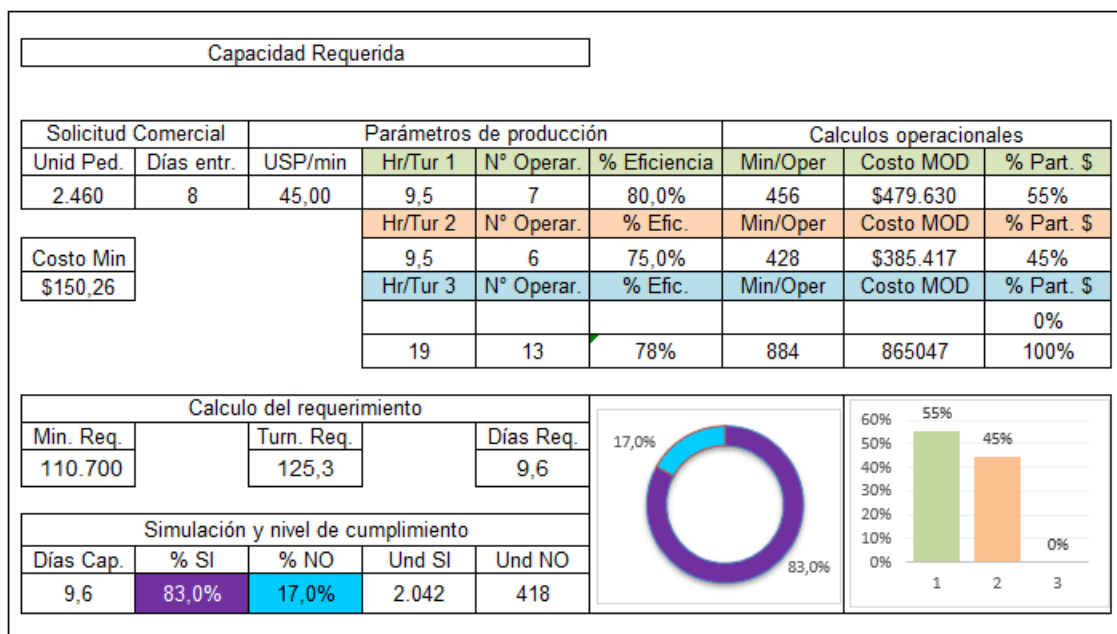 Capacidad Requerida
Solicitud Comercial Parámetros de producción Calculos operacionales
Unid Ped. Días entr. USP/min Hr/Tur 1 N° Operar. % Eficiencia Min/Oper Costo MOD % Part. $
2.460 8 45,00 9,5 7 80,0% 456 $479.630 55%
Hr/Tur 2 N° Operar. % Efic. Min/Oper Costo MOD % Part. $
Costo Min 9,5 6 75,0% 428 $385.417 45%
$150,26 Hr/Tur 3 N° Operar. % Efic. Min/Oper Costo MOD % Part. $
0%
19 13 78% 884 865047 100%
Calculo del requerimiento
Min. Req. Turn. Req. Días Req.
110.700 125,3 9,6
Simulación y nivel de cumplimiento
Días Cap. % SI % NO Und SI Und NO
9,6 83,0% 17,0% 2.042 418
17,0%
83,0%
60%
50%
40%
30%
20%
10%
0%
55%
45%
0%
1 2 3